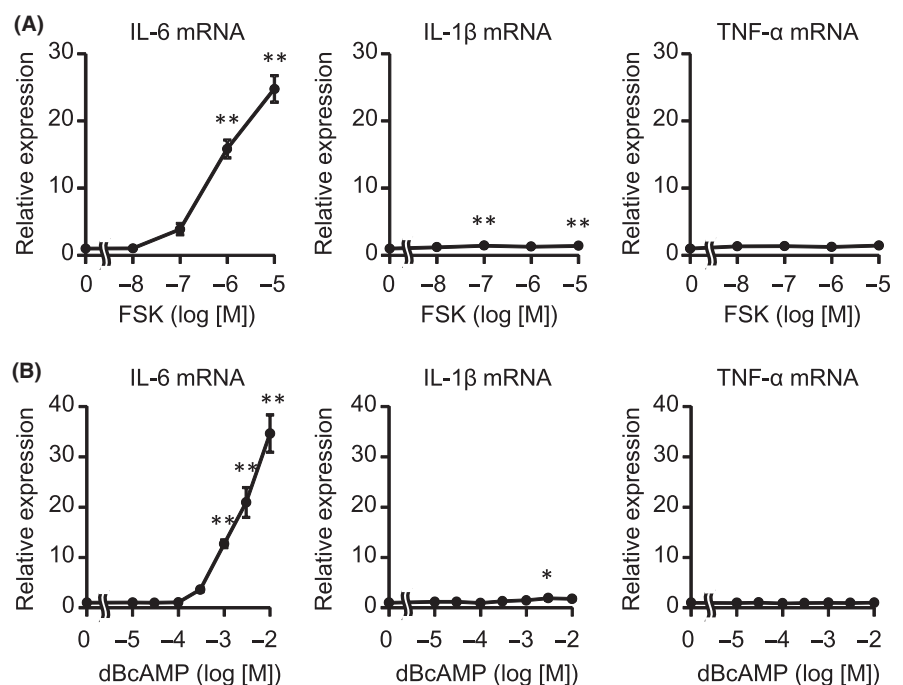 (A)
IL-6 mRNA
IL-1β mRNA
TNF-α mRNA
Relative expression
30
20
10
0
**
**
0 −8 −7 −6 −5
FSK (log [M])
Relative expression
30
20
10
0
**
**
0 −8 −7 −6 −5
FSK (log [M])
Relative expression
30
20
10
0
0 −8 −7 −6 −5
FSK (log [M])
(B)
IL-6 mRNA
IL-1β mRNA
TNF-α mRNA
Relative expression
40
30
20
10
0
**
**
**
0 −5 −4 −3 −2
dBcAMP (log [M])
Relative expression
40
30
20
10
0
*
0 −5 −4 −3 −2
dBcAMP (log [M])
Relative expression
40
30
20
10
0
0 −5 −4 −3 −2
dBcAMP (log [M])